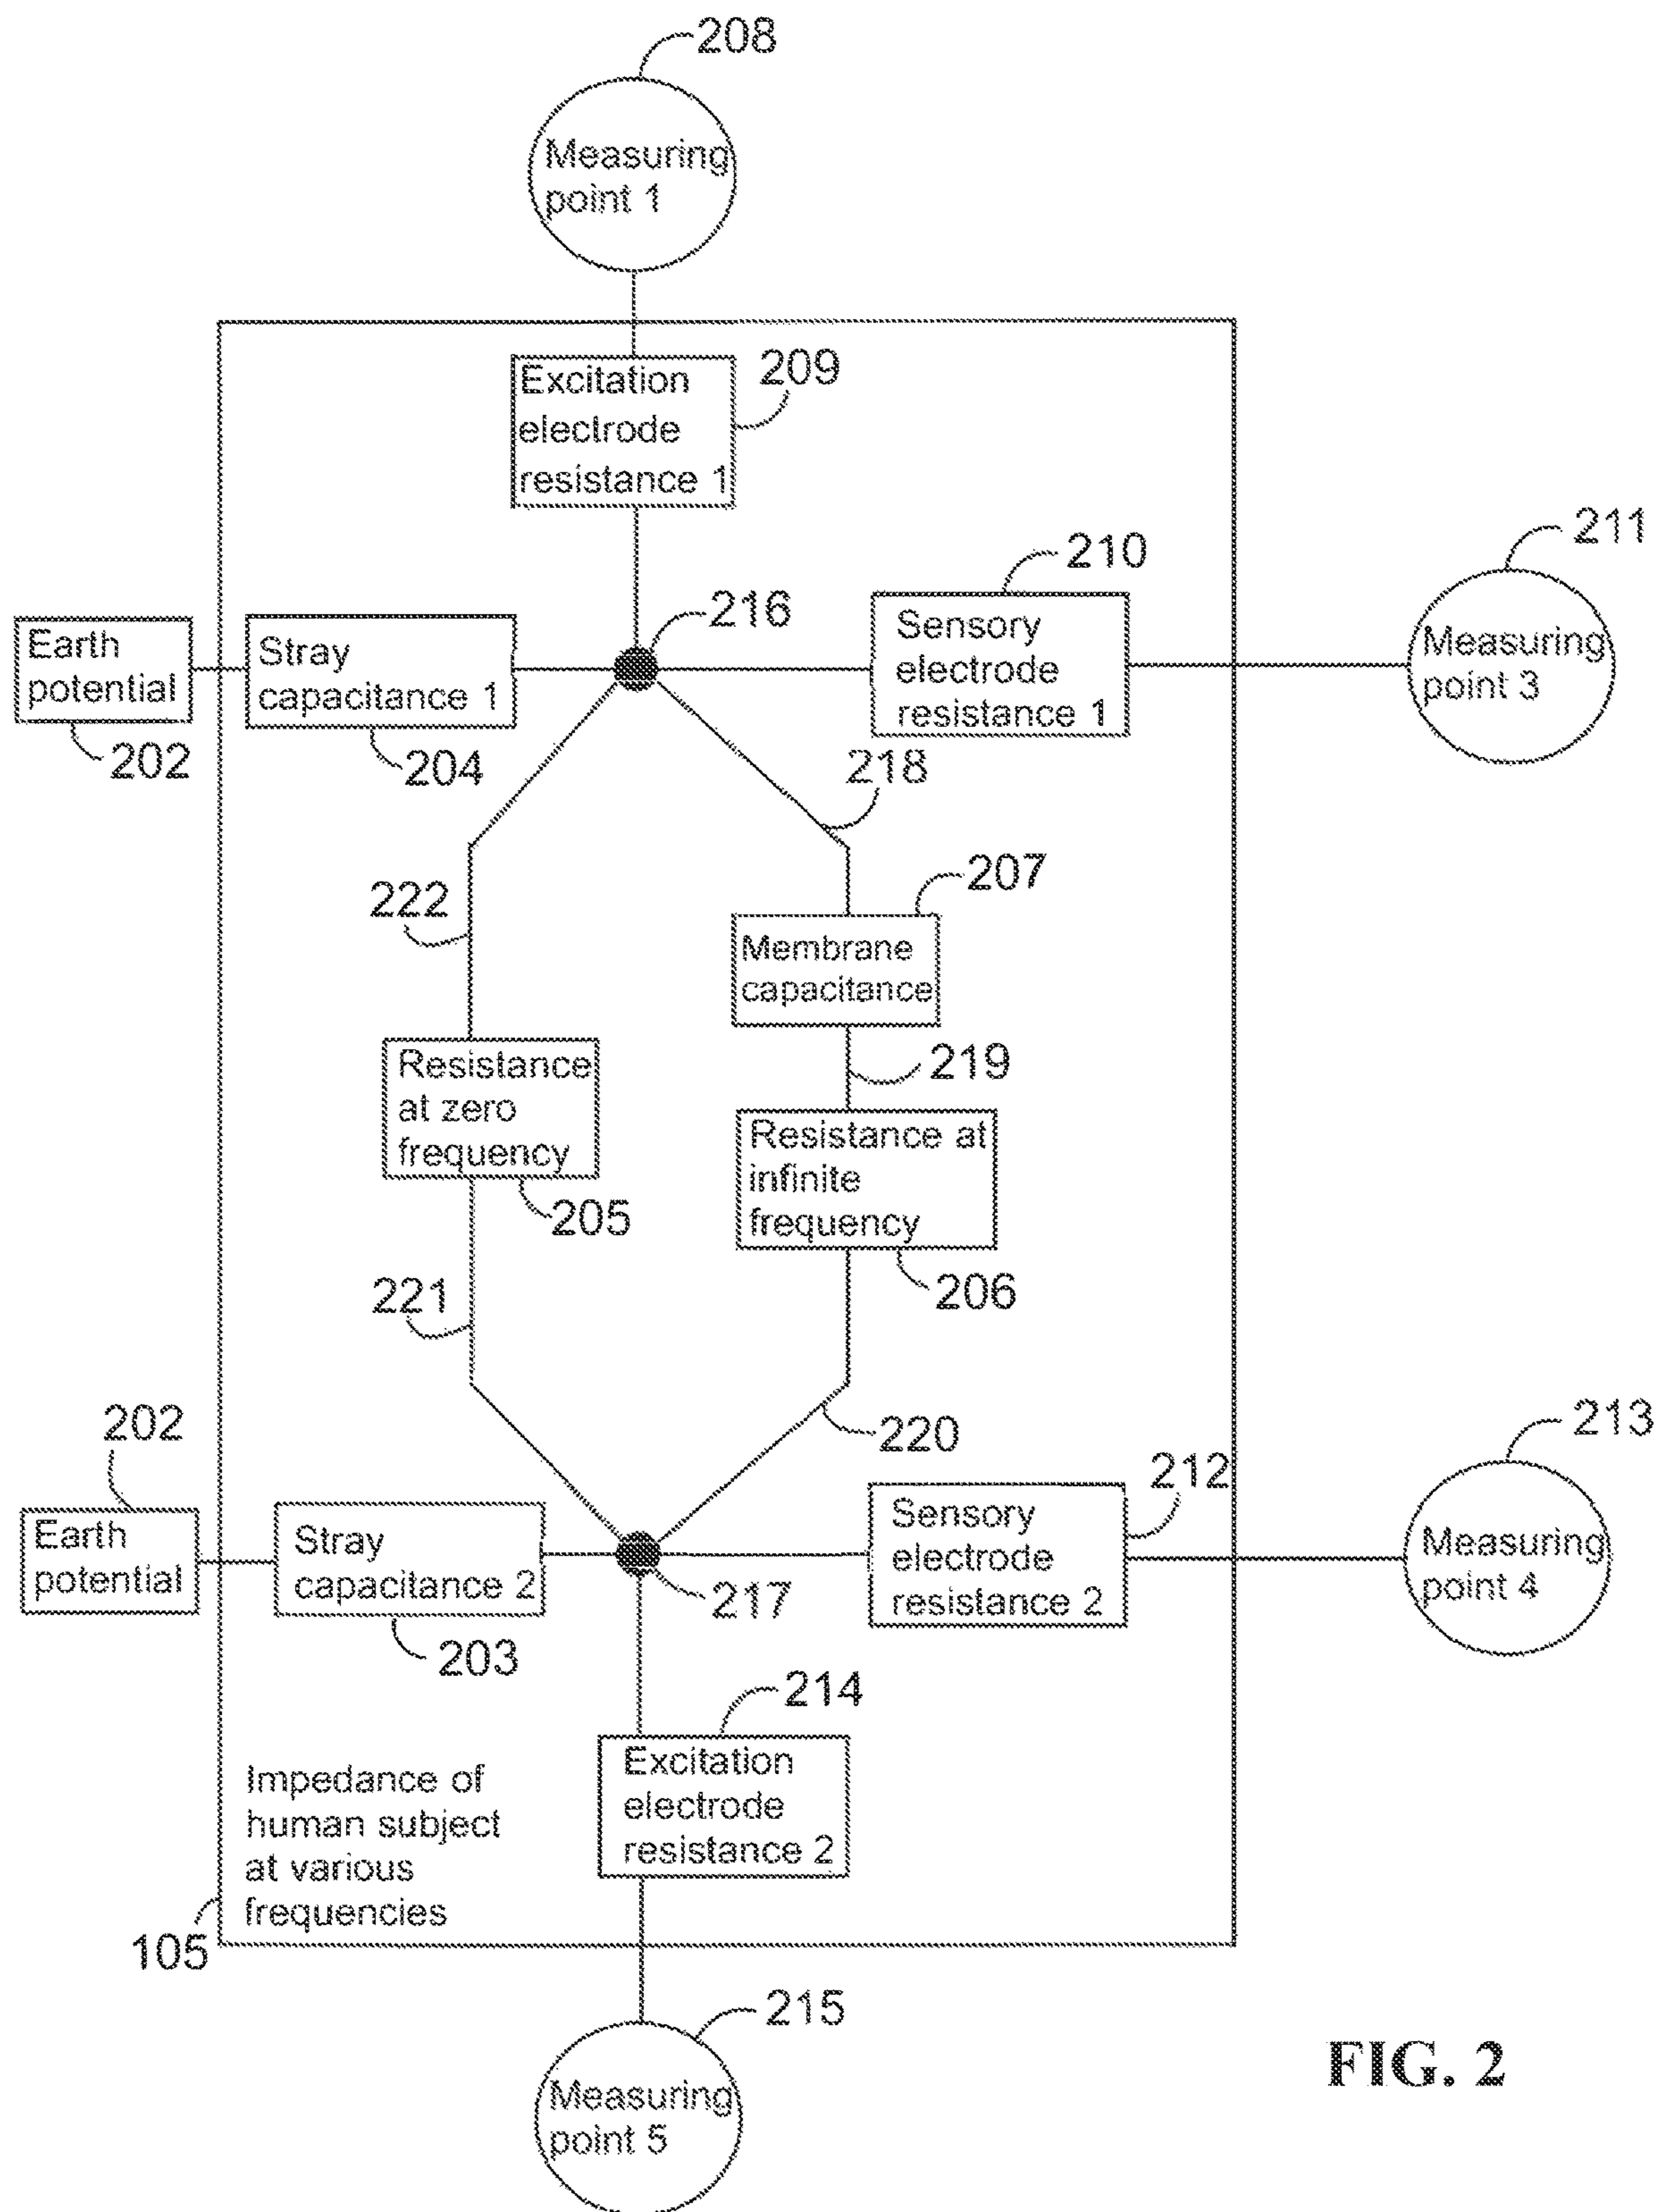 208
Measuring
point 1
Excitation
electrode
resistance 1
209
211
210
216
Earth
potential
Stray
capacitance 1
Sensory
electrode
resistance 1
Measuring
point 3
202
204
218
207
222
Membrane
capacitance
219
Resistance
at zero
frequency
Resistance at
infinite
frequency
205
206
221
202
220
213
212
Earth
potential
Stray
capacitance 2
Sensory
electrode
resistance 2
Measuring
point 4
217
203
214
Impedance of
human subject
at various
frequencies
Excitation
electrode
resistance 2
105
215
Measuring
point 5
FIG. 2